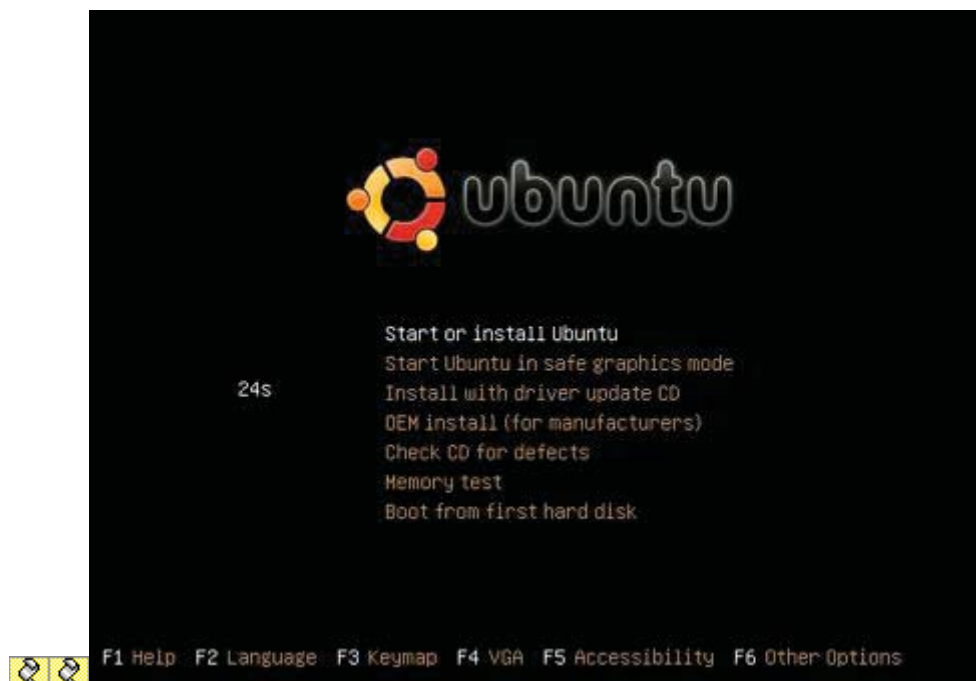 ubuntu
Start or install Ubuntu
Start Ubuntu in safe graphics mode
24s
Install with driver update CD
OEM install (for manufacturers)
Check CD for defects
Memory test
Boot from first hard disk
F1 Help F2 Language F3 Keymap F4 VGA F5 Accessibility F6 Other Options